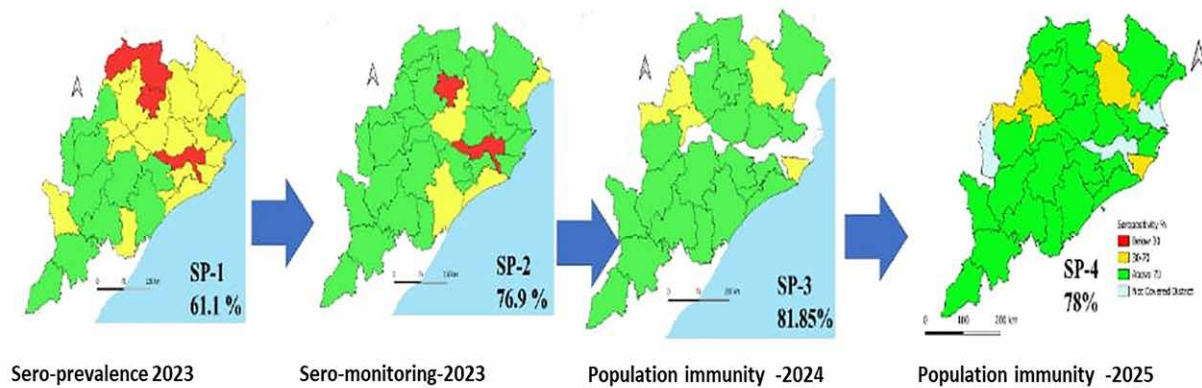 SP-1
61.1 %
SP-2
76.9 %
SP-3
81.85%
SP-4
78%
Seropositivity %
Below 30
30-70
Above 70
Not Covered District
0 100 200 km
Sero-prevalence 2023
Sero-monitoring-2023
Population immunity -2024
Population immunity -2025